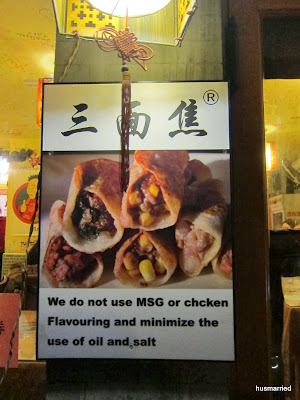 三面焦®
We do not use MSG or chcken
Flavouring and minimize the
use of oil and salt
husmarried